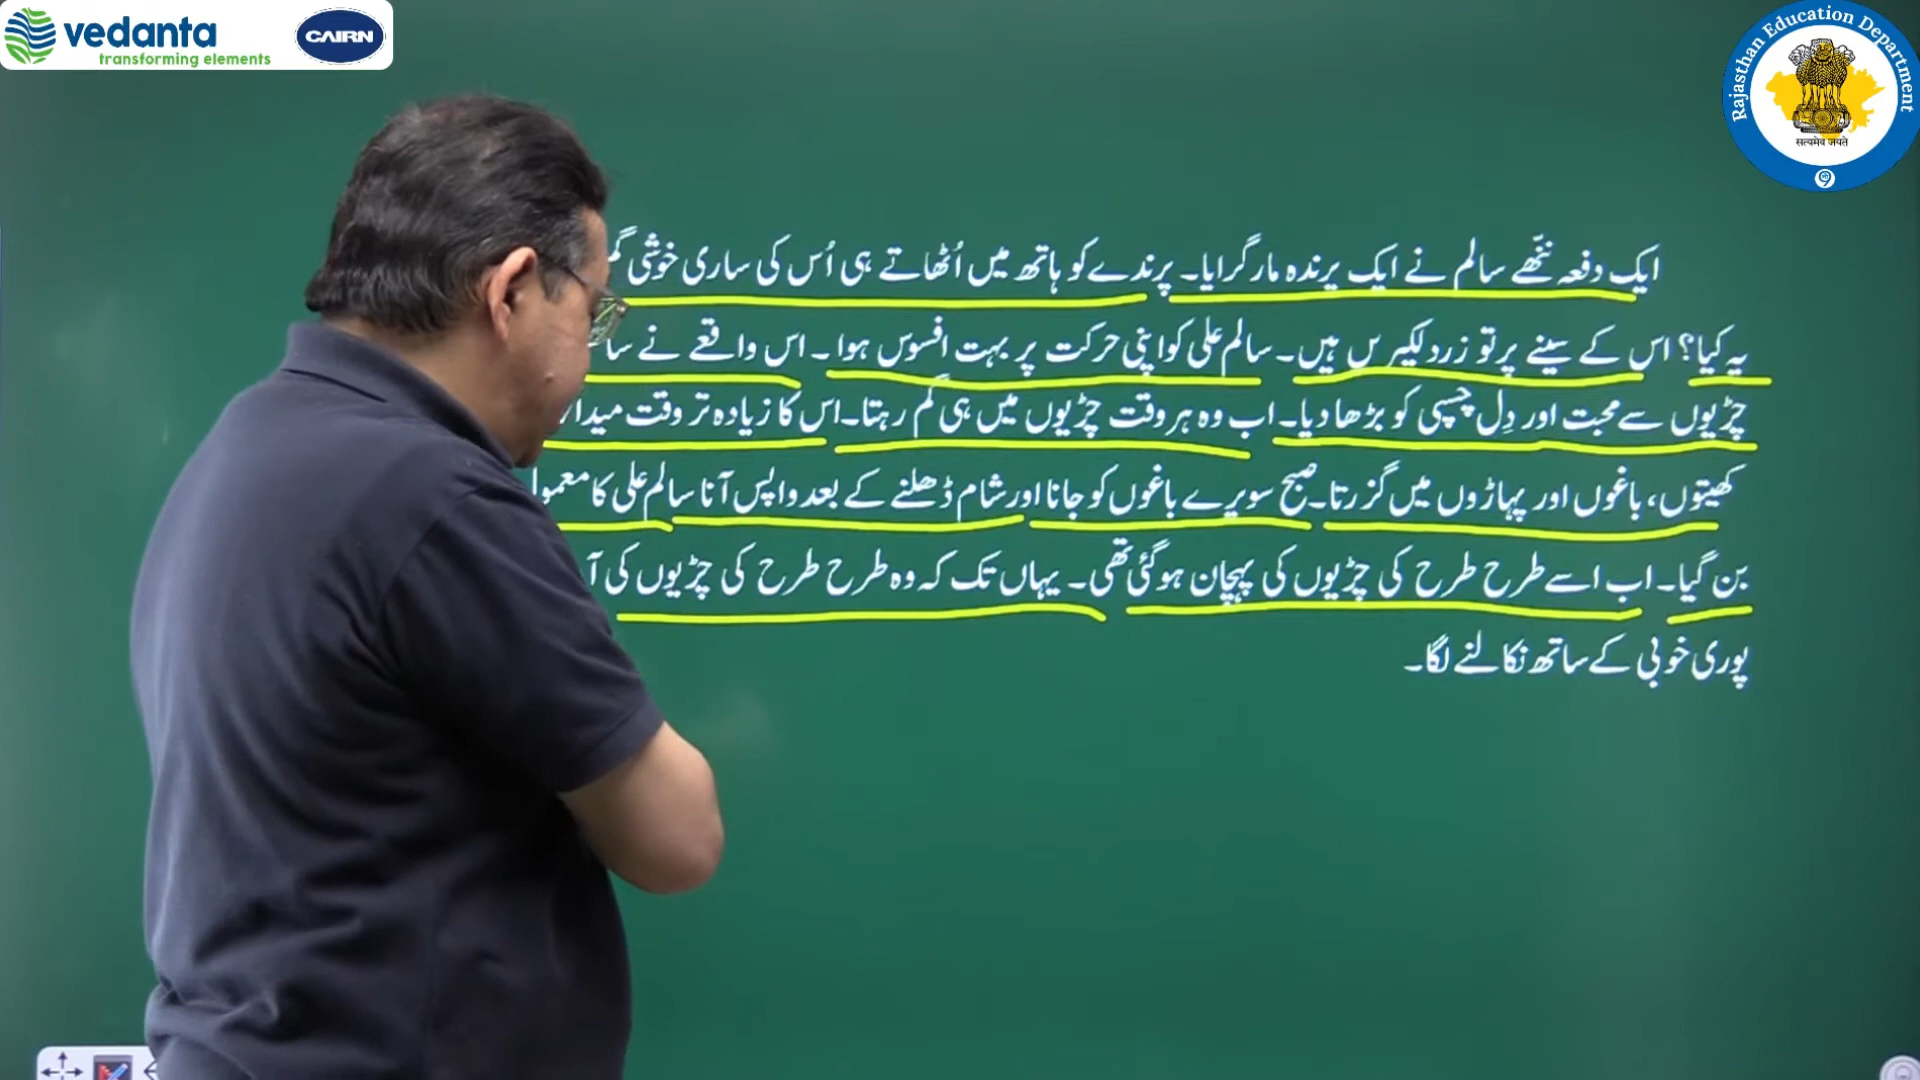 vedanta
transforming elements
CAIRN
Rajasthan Education Department
सत्यमेव जयते
ایک دفعہ ننّھے سالم نے ایک پرندہ مار گرایا۔ پرندے کو ہاتھ میں اُٹھاتے ہی اُس کی ساری خوشی
یہ کیا؟ اس کے سینے پر تو زرد لکیریں ہیں۔ سالم علی کو اپنی حرکت پر بہت افسوس ہوا۔ اس واقعے نے
چڑیوں سے محبت اور دِل چسپی کو بڑھا دیا۔ اب وہ ہر وقت چڑیوں میں ہی گم رہتا۔ اس کا زیادہ تر وقت
کھیتوں، باغوں اور پہاڑوں میں گزرتا۔ صبح سویرے باغوں کو جانا اور شام ڈھلنے کے بعد واپس آنا سالم علی کا
بن گیا۔ اب اسے طرح طرح کی چڑیوں کی پہچان ہوگئی تھی۔ یہاں تک کہ وہ طرح طرح کی چڑیوں کی
پوری خوبی کے ساتھ نکالنے لگا۔